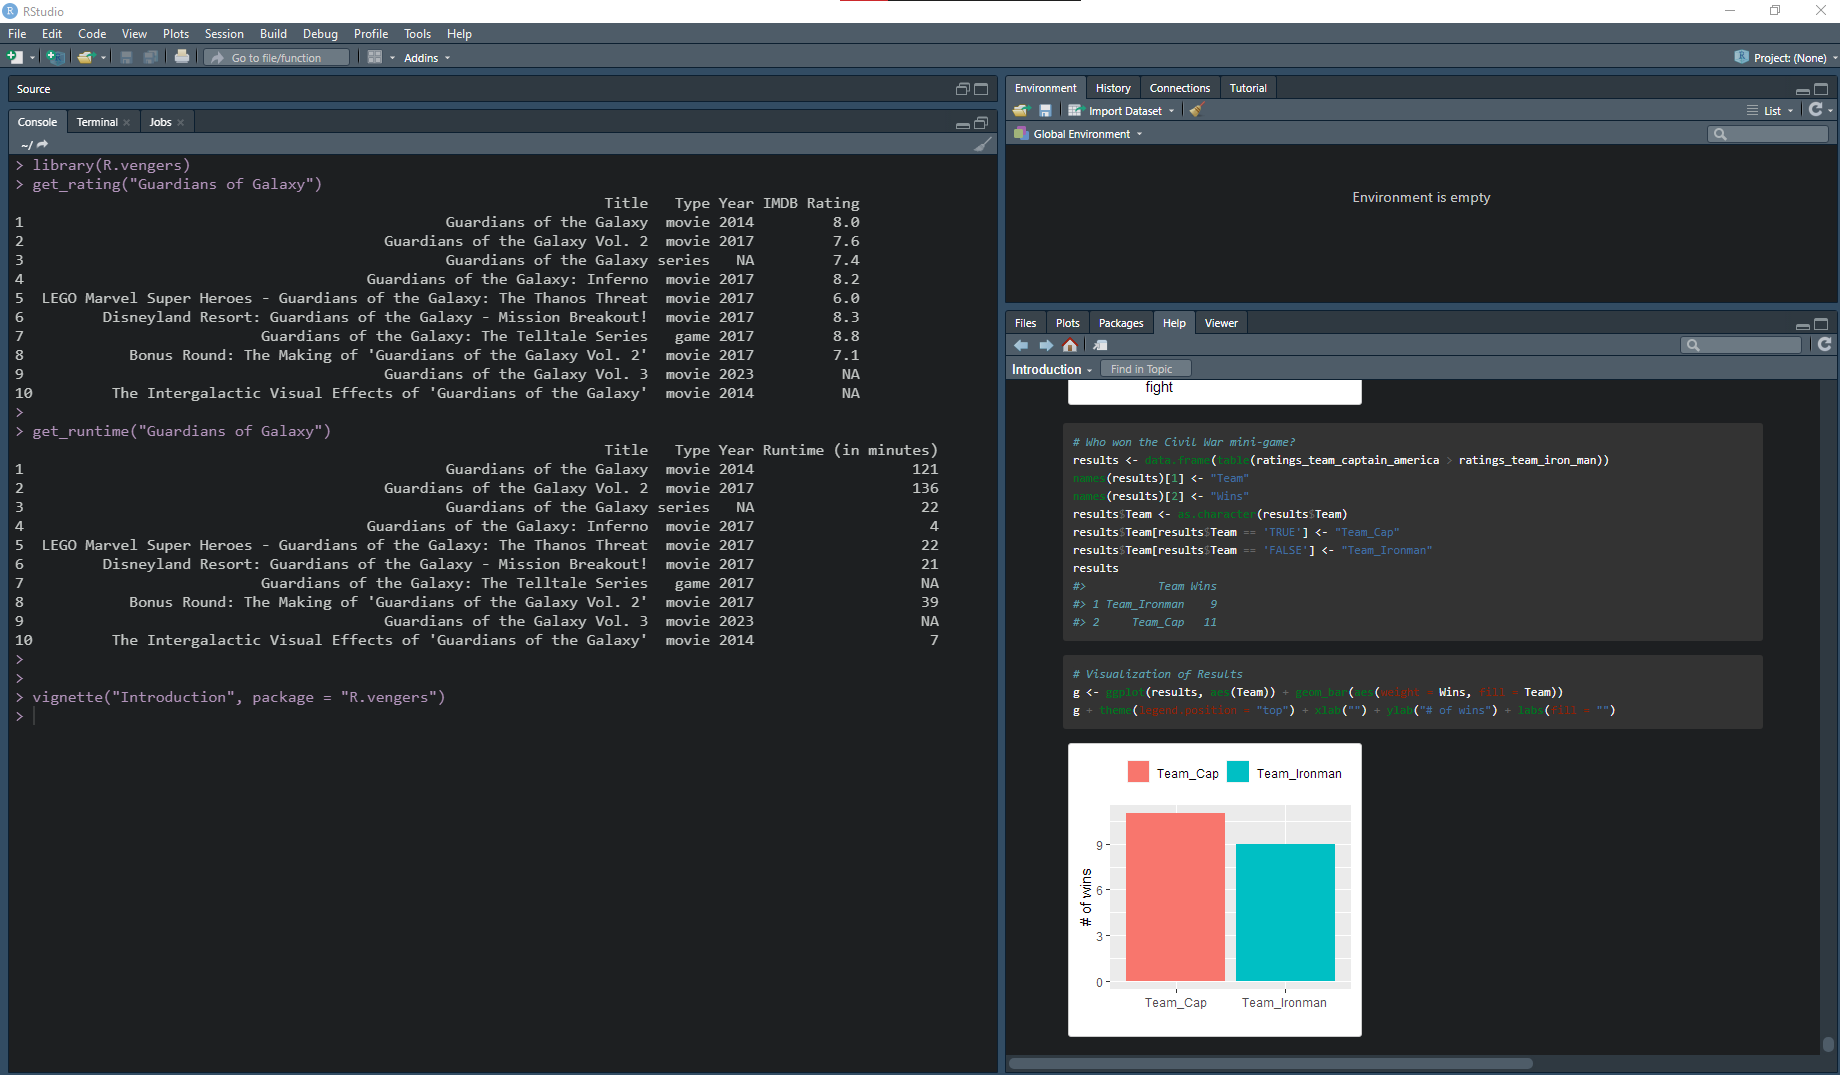 RStudio
File Edit Code View Plots Session Build Debug Profile Tools Help
Go to file/function Addins Project: (None)
Source
Console Terminal Jobs
~/
> library(R.vengers)
> get_rating("Guardians of Galaxy")
Title Type Year IMDB Rating
1 Guardians of the Galaxy movie 2014 8.0
2 Guardians of the Galaxy Vol. 2 movie 2017 7.6
3 Guardians of the Galaxy series NA 7.4
4 Guardians of the Galaxy: Inferno movie 2017 8.2
5 LEGO Marvel Super Heroes - Guardians of the Galaxy: The Thanos Threat movie 2017 6.0
6 Disneyland Resort: Guardians of the Galaxy - Mission Breakout! movie 2017 8.3
7 Guardians of the Galaxy: The Telltale Series game 2017 8.8
8 Bonus Round: The Making of 'Guardians of the Galaxy Vol. 2' movie 2017 7.1
9 Guardians of the Galaxy Vol. 3 movie 2023 NA
10 The Intergalactic Visual Effects of 'Guardians of the Galaxy' movie 2014 NA
>
> get_runtime("Guardians of Galaxy")
Title Type Year Runtime (in minutes)
1 Guardians of the Galaxy movie 2014 121
2 Guardians of the Galaxy Vol. 2 movie 2017 136
3 Guardians of the Galaxy series NA 22
4 Guardians of the Galaxy: Inferno movie 2017 4
5 LEGO Marvel Super Heroes - Guardians of the Galaxy: The Thanos Threat movie 2017 22
6 Disneyland Resort: Guardians of the Galaxy - Mission Breakout! movie 2017 21
7 Guardians of the Galaxy: The Telltale Series game 2017 NA
8 Bonus Round: The Making of 'Guardians of the Galaxy Vol. 2' movie 2017 39
9 Guardians of the Galaxy Vol. 3 movie 2023 NA
10 The Intergalactic Visual Effects of 'Guardians of the Galaxy' movie 2014 7
>
>
> vignette("Introduction", package = "R.vengers")
>
Environment History Connections Tutorial
Import Dataset List
Global Environment
Environment is empty
Files Plots Packages Help Viewer
Introduction Find in Topic
fight
# Who won the Civil War mini-game?
results <- data.frame(table(ratings_team_captain_america > ratings_team_iron_man))
names(results)[1] <- "Team"
names(results)[2] <- "Wins"
results$Team <- as.character(results$Team)
results$Team[results$Team == 'TRUE'] <- "Team_Cap"
results$Team[results$Team == 'FALSE'] <- "Team_Ironman"
results
#> Team Wins
#> 1 Team_Ironman 9
#> 2 Team_Cap 11
# Visualization of Results
g <- ggplot(results, aes(Team)) + geom_bar(aes(weight = Wins, fill = Team))
g + theme(legend.position = "top") + xlab("") + ylab("# of wins") + labs(fill = "")
Team_Cap Team_Ironman
9
6
3
0
# of wins
Team_Cap Team_Ironman